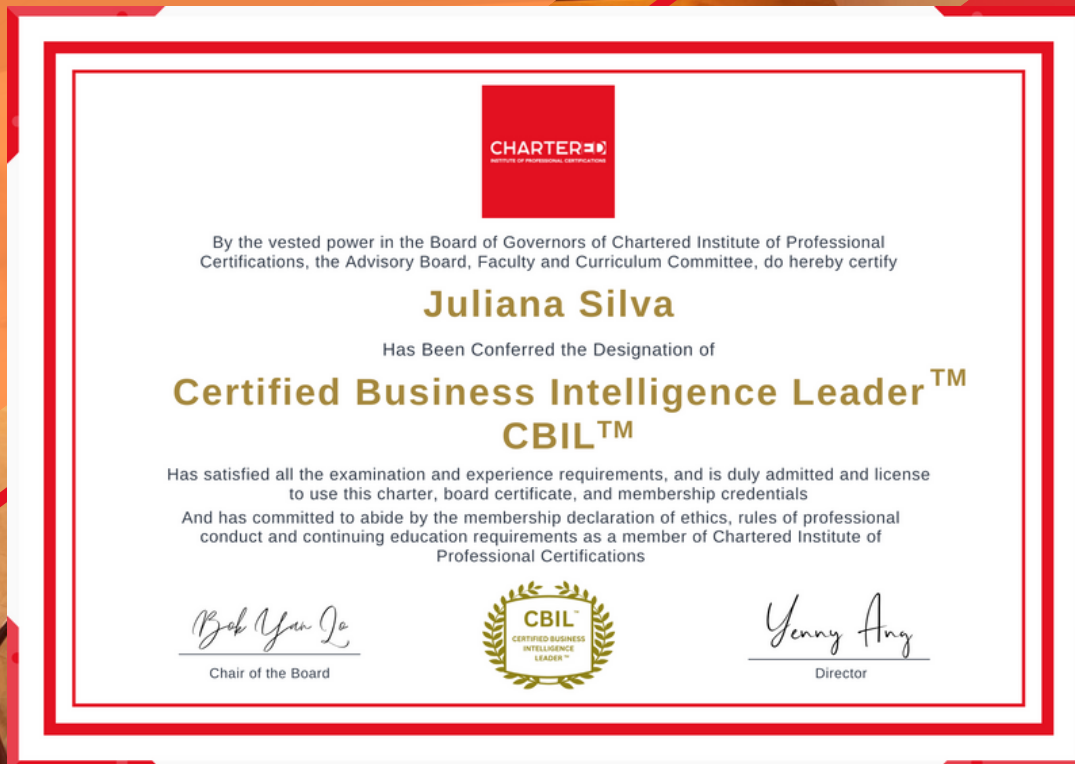 CHARTERED
INSTITUTE OF PROFESSIONAL CERTIFICATIONS
By the vested power in the Board of Governors of Chartered Institute of Professional
Certifications, the Advisory Board, Faculty and Curriculum Committee, do hereby certify
Juliana Silva
Has Been Conferred the Designation of
Certified Business Intelligence Leader™
CBIL™
Has satisfied all the examination and experience requirements, and is duly admitted and license
to use this charter, board certificate, and membership credentials
And has committed to abide by the membership declaration of ethics, rules of professional
conduct and continuing education requirements as a member of Chartered Institute of
Professional Certifications
Bok Yan Lo
Chair of the Board
CBIL™
CERTIFIED BUSINESS
INTELLIGENCE
LEADER™
Yenny Ang
Director